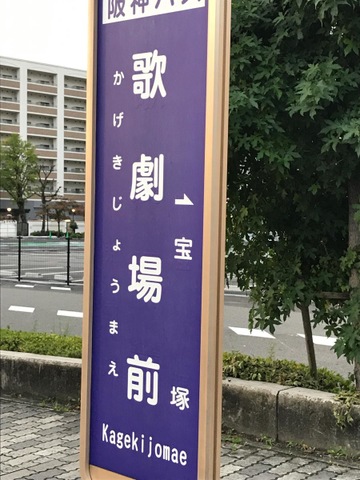 阪神バス
歌劇場前
かげきじょうまえ
↿宝塚
Kagekijomae